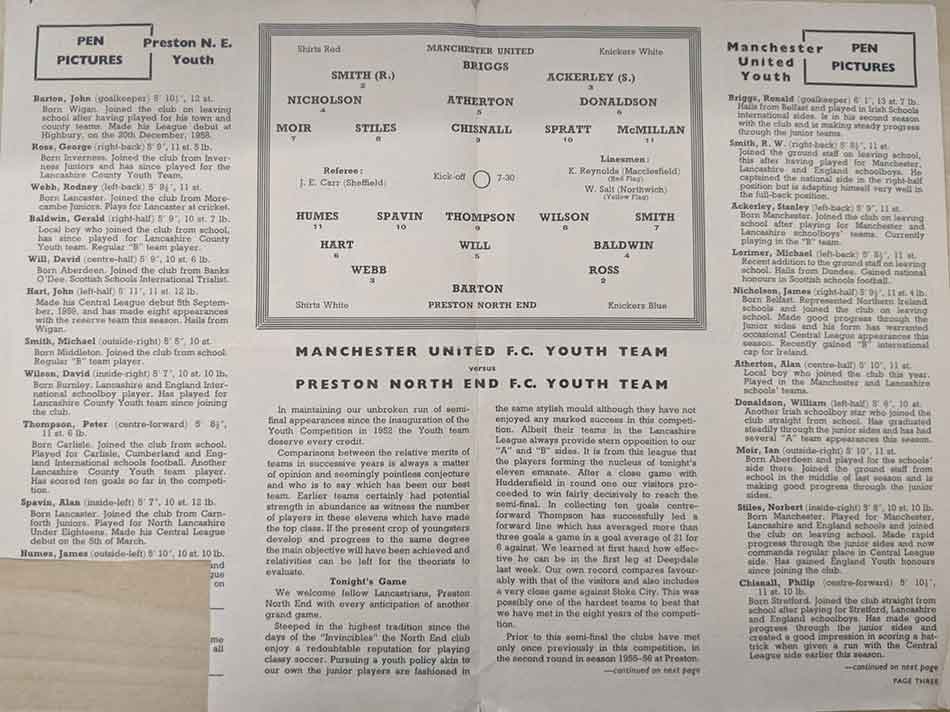 PEN
PICTURES
Preston N. E.
Youth
Barton, John (goalkeeper) 5' 10½", 12 st.
Born Wigan. Joined the club on leaving
school after having played for his town and
county teams. Made his League debut at
Highbury, on the 20th December, 1958.
Ross, George (right-back) 5' 9", 11 st. 5 lb.
Born Inverness. Joined the club from Inver-
ness Juniors and has since played for the
Lancashire County Youth Team.
Webb, Rodney (left-back) 5' 9½", 11 st.
Born Lancaster. Joined the club from More-
cambe Juniors. Plays for Lancaster at cricket.
Baldwin, Gerald (right-half) 5' 9", 10 st. 7 lb.
Local boy who joined the club from school,
has since played for Lancashire County
Youth team. Regular "B" team player.
Will, David (centre-half) 5' 9", 10 st. 6 lb.
Born Aberdeen. Joined the club from Banks
O'Dee. Scottish Schools International Trialist.
Hart, John (left-half) 5' 11", 11 st. 12 lb.
Made his Central League debut 5th Septem-
ber, 1959, and has made eight appearances
with the reserve team this season. Hails from
Wigan.
Smith, Michael (outside-right) 5' 8", 10 st.
Born Middleton. Joined the club from school.
Regular "B" team player.
Wilson, David (inside-right) 5' 7", 10 st. 10 lb.
Born Burnley. Lancashire and England Inter-
national schoolboy player. Has played for
Lancashire County Youth team since joining
the club.
Thompson, Peter (centre-forward) 5' 8½",
11 st. 6 lb.
Born Carlisle. Joined the club from school.
Played for Carlisle, Cumberland and Eng-
land International schools football. Another
Lancashire County Youth team player.
Has scored ten goals so far in the competi-
tion.
Spavin, Alan (inside-left) 5' 7", 10 st. 12 lb.
Born Lancaster. Joined the club from Carn-
forth Juniors. Played for North Lancashire
Under Eighteens. Made his Central League
debut on the 5th of March.
Humes, James (outside-left) 5' 10", 10 st. 10 lb.
on
all
Shirts Red
MANCHESTER UNITED
Knickers White
BRIGGS
SMITH (R.)
2
ACKERLEY (S.)
3
NICHOLSON
4
ATHERTON
5
DONALDSON
6
MOIR
7
STILES
8
CHISNALL
9
SPRATT
10
McMILLAN
11
Referee:
J. E. Carr (Sheffield)
Kick-off 7-30
Linesmen:
K. Reynolds (Macclesfield)
(Red Flag)
W. Salt (Northwich)
(Yellow Flag)
HUMES
11
SPAVIN
10
THOMPSON
9
WILSON
8
SMITH
7
HART
6
WILL
5
BALDWIN
4
WEBB
3
ROSS
2
BARTON
Shirts White
PRESTON NORTH END
Knickers Blue
MANCHESTER UNITED F.C. YOUTH TEAM
versus
PRESTON NORTH END F.C. YOUTH TEAM
In maintaining our unbroken run of semi-
final appearances since the inauguration of the
Youth Competition in 1952 the Youth team
deserve every credit.
Comparisons between the relative merits of
teams in successive years is always a matter
of opinion and seemingly pointless conjecture
and who is to say which has been our best
team. Earlier teams certainly had potential
strength in abundance as witness the number
of players in these elevens which have made
the top class. If the present crop of youngsters
develop and progress to the same degree
the main objective will have been achieved and
relativities can be left for the theorists to
evaluate.
Tonight's Game
We welcome fellow Lancastrians, Preston
North End with every anticipation of another
grand game.
Steeped in the highest tradition since the
days of the "Invincibles" the North End club
enjoy a redoubtable reputation for playing
classy soccer. Pursuing a youth policy akin to
our own the junior players are fashioned in
the same stylish mould although they have not
enjoyed any marked success in this competi-
tion. Albeit their teams in the Lancashire
League always provide stern opposition to our
"A" and "B" sides. It is from this league that
the players forming the nucleus of tonight's
eleven emanate. After a close game with
Huddersfield in round one our visitors pro-
ceeded to win fairly decisively to reach the
semi-final. In collecting ten goals centre-
forward Thompson has successfully led a
forward line which has averaged more than
three goals a game in a goal average of 21 for
6 against. We learned at first hand how effec-
tive he can be in the first leg at Deepdale
last week. Our own record compares favour-
ably with that of the visitors and also includes
a very close game against Stoke City. This was
possibly one of the hardest teams to beat that
we have met in the eight years of the competi-
tion.
Prior to this semi-final the clubs have met
only once previously in this competition, in
the second round in season 1955-56 at Preston.
—continued on next page
Manchester
United
Youth
PEN
PICTURES
Briggs, Ronald (goalkeeper) 6' 1", 13 st. 7 lb.
Hails from Belfast and played in Irish Schools
International sides. Is in his second season
with the club and is making steady progress
through the junior teams.
Smith, R. W. (right-back) 5' 8½", 11 st.
Joined the ground staff on leaving school,
this after having played for Manchester,
Lancashire and England schoolboys. He
captained the national side in the right-half
position but is adapting himself very well in
the full-back position.
Ackerley, Stanley (left-back) 5' 9", 11 st.
Born Manchester. Joined the club on leaving
school after playing for Manchester and
Lancashire schoolboys' teams. Currently
playing in the "B" team.
Lorimer, Michael (left-back) 5' 8½", 11 st.
Recent addition to the ground staff on leaving
school. Hails from Dundee. Gained national
honours in Scottish schools football.
Nicholson, James (right-half) 5' 9½", 11 st. 4 lb.
Born Belfast. Represented Northern Ireland
schools and joined the club on leaving
school. Made good progress through the
Junior sides and his form has warranted
occasional Central League appearances this
season. Recently gained "B" international
cap for Ireland.
Atherton, Alan (centre-half) 5' 10", 11 st.
Local boy who joined the club this year.
Played in the Manchester and Lancashire
schools' teams.
Donaldson, William (left-half) 5' 6", 10 st.
Another Irish schoolboy star who joined the
club straight from school. Has graduated
steadily through the junior sides and has had
several "A" team appearances this season.
Moir, Ian (outside-right) 5' 10", 11 st.
Born Aberdeen and played for the schools'
side there. Joined the ground staff from
school in the middle of last season and is
making good progress through the junior
sides.
Stiles, Norbert (inside-right) 5' 8", 10 st. 5 lb.
Born Manchester. Played for Manchester,
Lancashire and England schools and joined
the club on leaving school. Made rapid
progress through the junior sides and now
commands regular place in Central League
side. Has gained England Youth honours
since joining the club.
Chisnall, Philip (centre-forward) 5' 10½",
11 st. 10 lb.
Born Stretford. Joined the club straight from
school after playing for Stretford, Lancashire
and England schoolboys. Has made good
progress through the junior sides and
created a good impression in scoring a hat-
trick when given a run with the Central
League side earlier this season.
—continued on next page
PAGE THREE